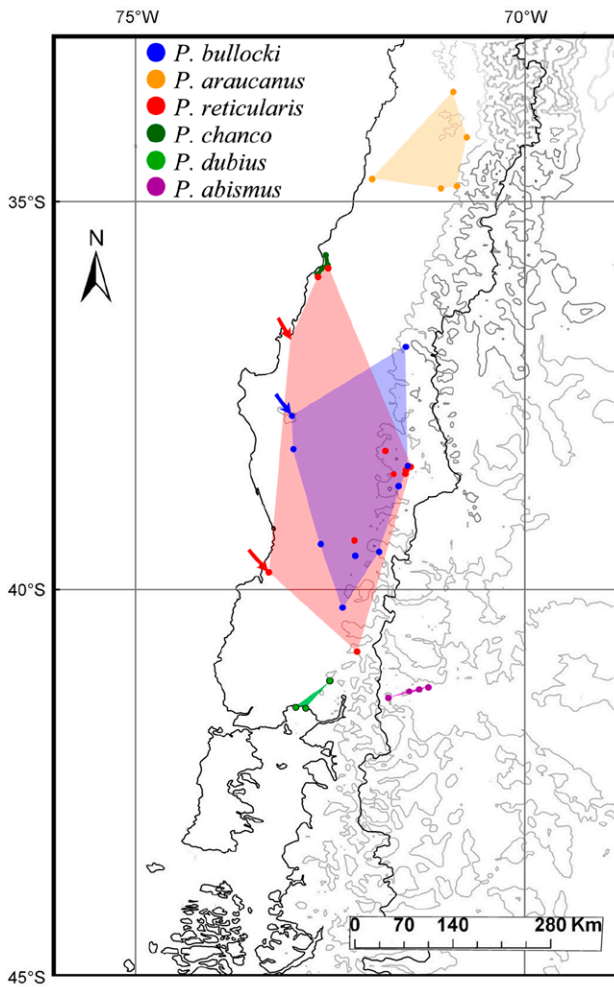 75°W 70°W
P. bullocki
P. araucanus
P. reticularis
P. chanco
P. dubius
P. abismus
35°S
N
40°S
0 70 140 280 Km
45°S